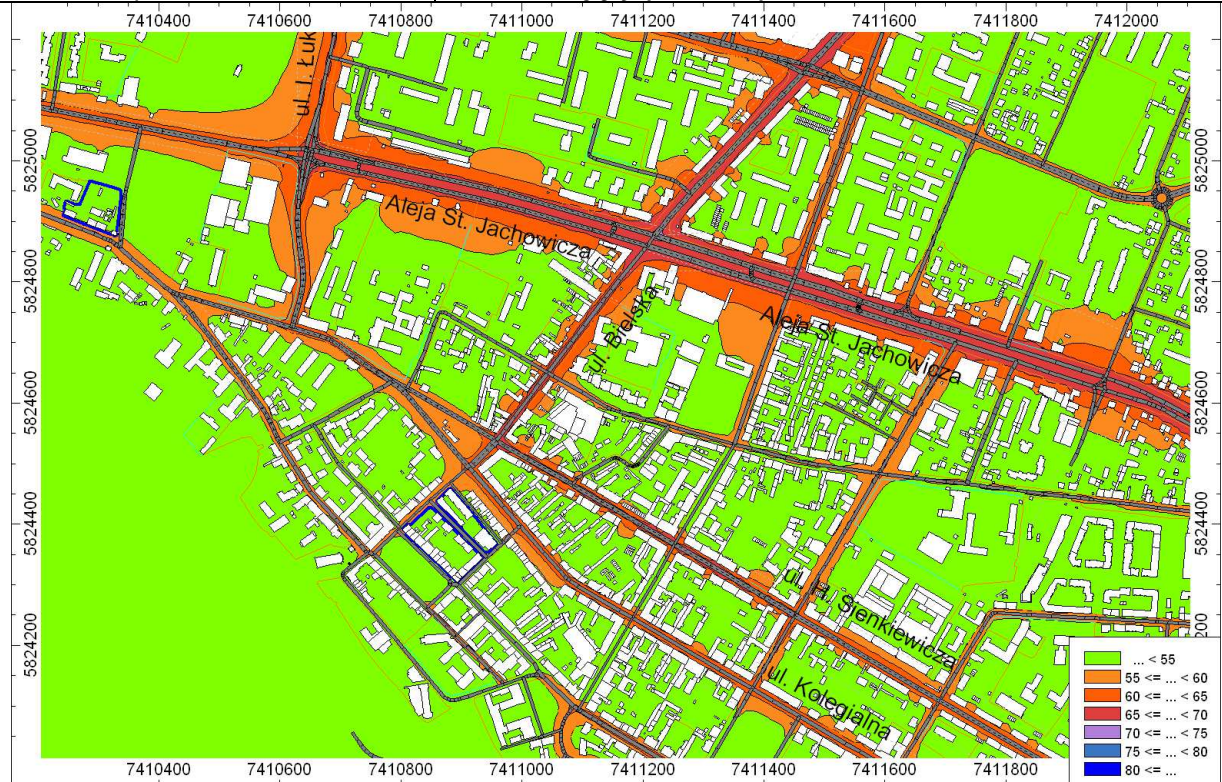 7410400 7410600 7410800 7411000 7411200 7411400 7411600 7411800 7412000
ul. I. Łuk
5825000
5825000
Aleja St. Jachowicza
5824800
5824800
ul. Bielska
Aleja St. Jachowicza
5824600
5824600
5824400
5824400
ul. H. Sienkiewicza
5824200
200
ul. Kolegialna
... < 55
55 <= ... < 60
60 <= ... < 65
65 <= ... < 70
70 <= ... < 75
75 <= ... < 80
80 <= ...
7410400 7410600 7410800 7411000 7411200 7411400 7411600 7411800